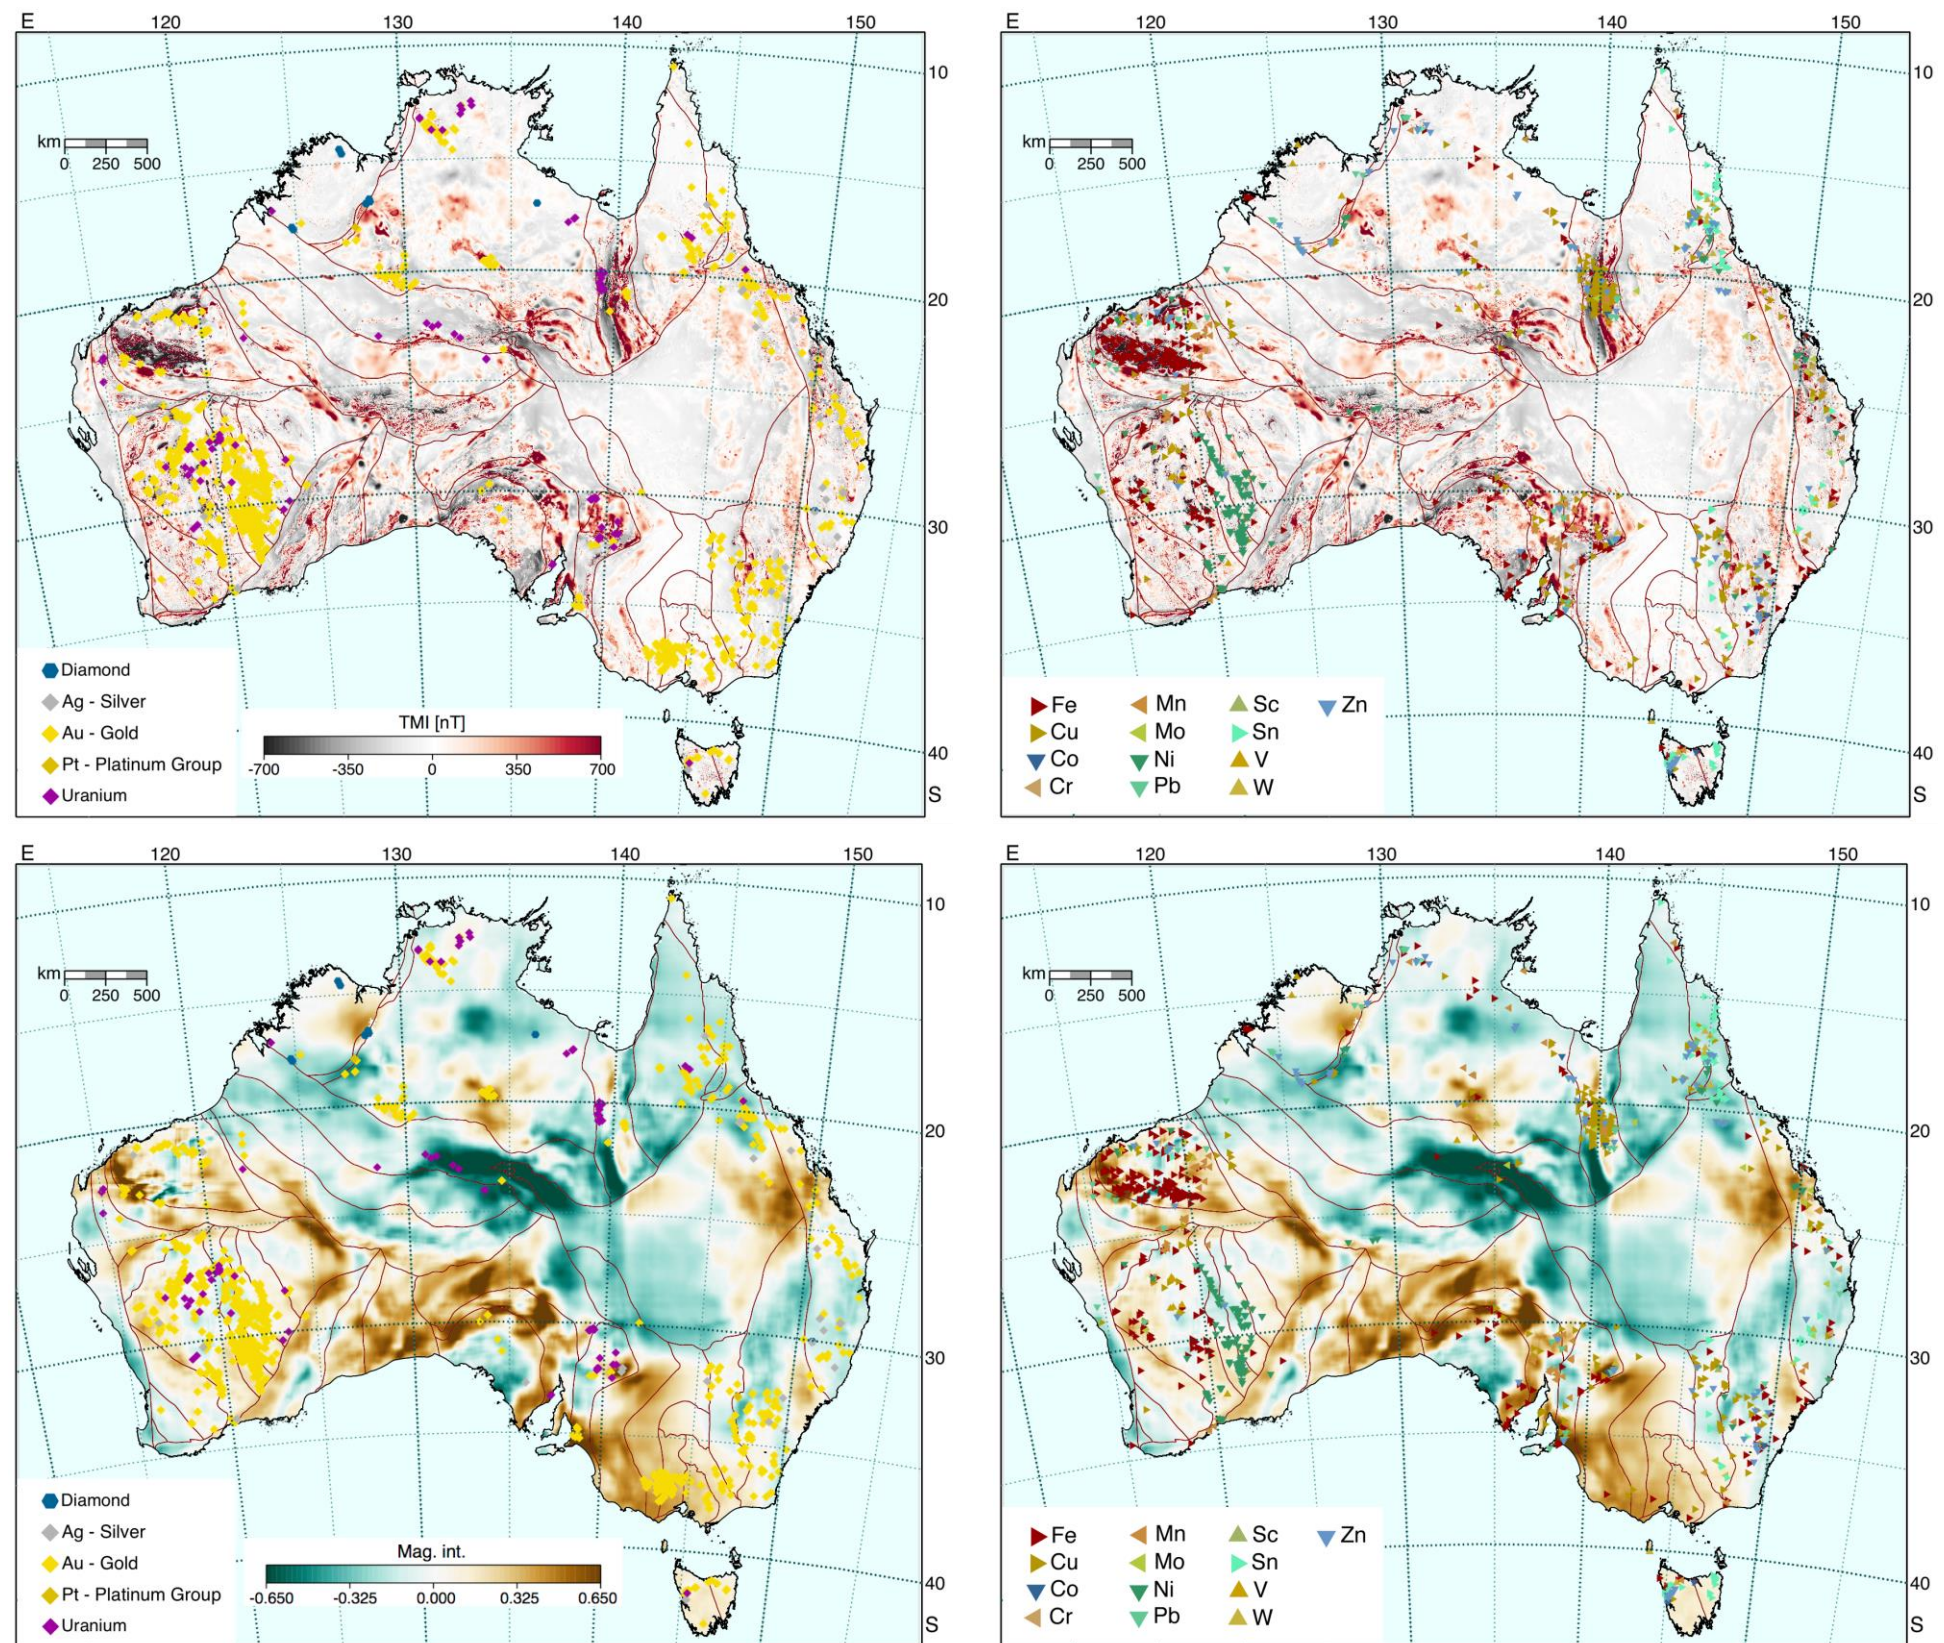 E 120 130 140 150
10
km
0 250 500
20
30
Diamond
Ag - Silver
Au - Gold
Pt - Platinum Group
Uranium
TMI [nT]
-700 -350 0 350 700
40
S
E 120 130 140 150
10
km
0 250 500
20
30
Fe Mn Sc Zn
Cu Mo Sn
Co Ni V
Cr Pb W
40
S
E 120 130 140 150
10
km
0 250 500
20
30
Diamond
Ag - Silver
Au - Gold
Pt - Platinum Group
Uranium
Mag. int.
-0.650 -0.325 0.000 0.325 0.650
40
S
E 120 130 140 150
10
km
0 250 500
20
30
Fe Mn Sc Zn
Cu Mo Sn
Co Ni V
Cr Pb W
40
S